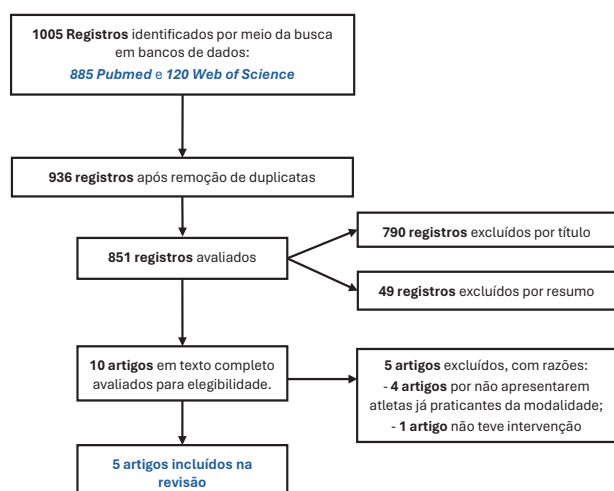 1005 Registros identificados por meio da busca
em bancos de dados:
885 Pubmed e 120 Web of Science
936 registros após remoção de duplicatas
851 registros avaliados
790 registros excluídos por título
49 registros excluídos por resumo
10 artigos em texto completo
avaliados para elegibilidade.
5 artigos excluídos, com razões:
- 4 artigos por não apresentarem
atletas já praticantes da modalidade;
- 1 artigo não teve intervenção
5 artigos incluídos na
revisão